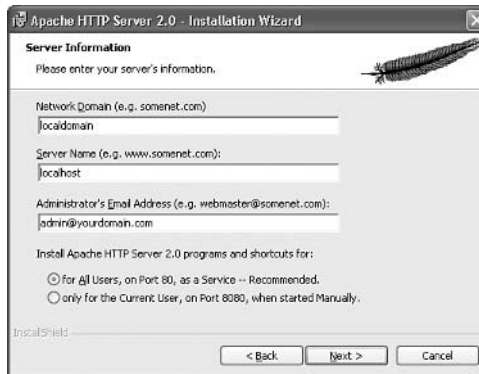 Apache HTTP Server 2.0 - Installation Wizard
Server Information
Please enter your server's information.
Network Domain (e.g. somenet.com)
localdomain
Server Name (e.g. www.somenet.com):
localhost
Administrator's Email Address (e.g. webmaster@somenet.com):
admin@yourdomain.com
Install Apache HTTP Server 2.0 programs and shortcuts for:
for All Users, on Port 80, as a Service -- Recommended.
only for the Current User, on Port 8080, when started Manually.
InstallShield
< Back
Next >
Cancel